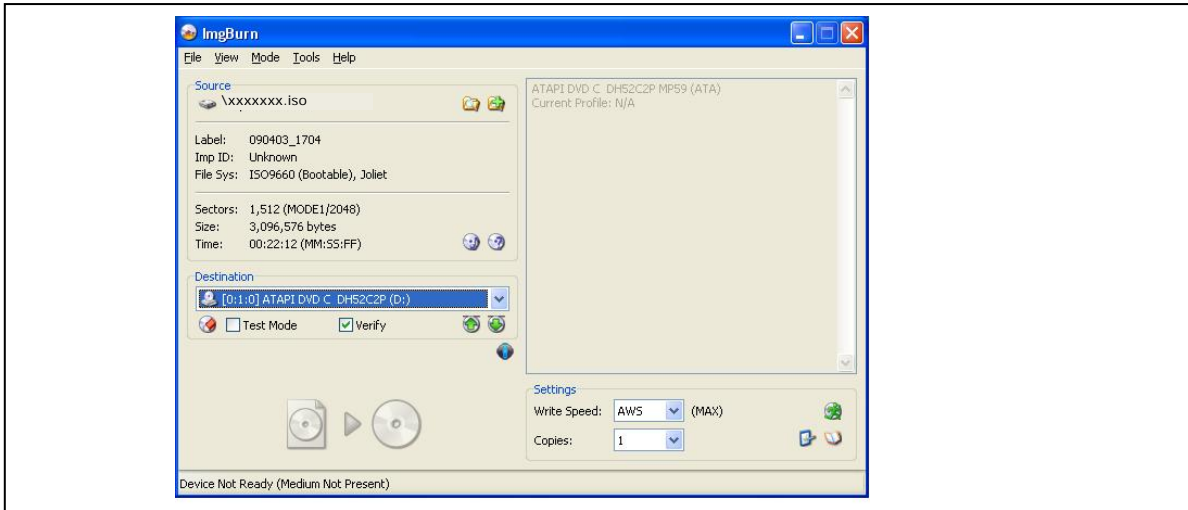 ImgBurn
File View Mode Tools Help
Source
\xxxxxxx.iso
Label: 090403_1704
Imp ID: Unknown
File Sys: ISO9660 (Bootable), Joliet
Sectors: 1,512 (MODE1/2048)
Size: 3,096,576 bytes
Time: 00:22:12 (MM:SS:FF)
Destination
[0:1:0] ATAPI DVD C DH52C2P (D:)
Test Mode Verify
ATAPI DVD C DH52C2P MP59 (ATA)
Current Profile: N/A
Settings
Write Speed: AWS (MAX)
Copies: 1
Device Not Ready (Medium Not Present)